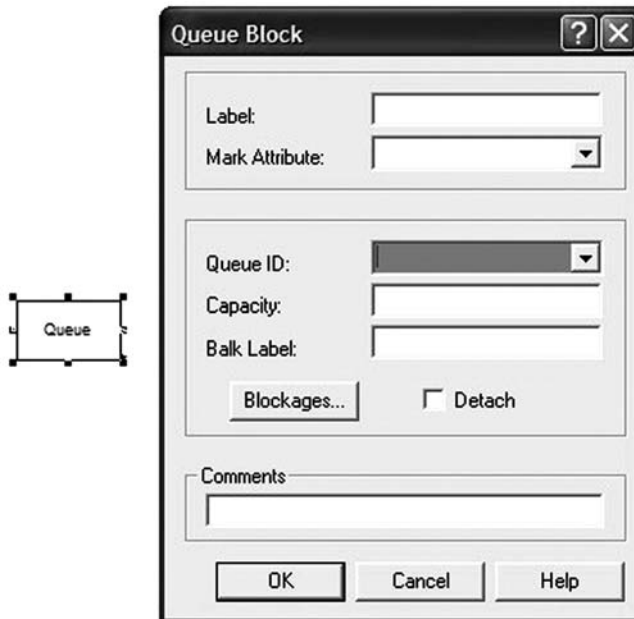 Queue Block
Label:
Mark Attribute:
Queue
Queue ID:
Capacity:
Balk Label:
Blockages...
Detach
Comments
OK
Cancel
Help